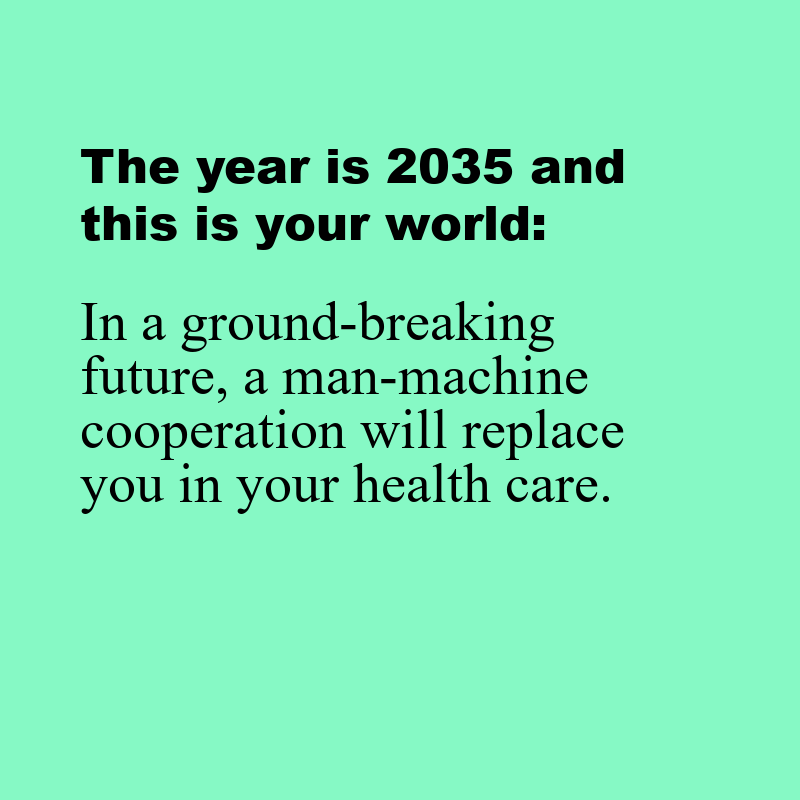 The year is 2035 and
this is your world:
In a ground-breaking
future, a man-machine
cooperation will replace
you in your health care.